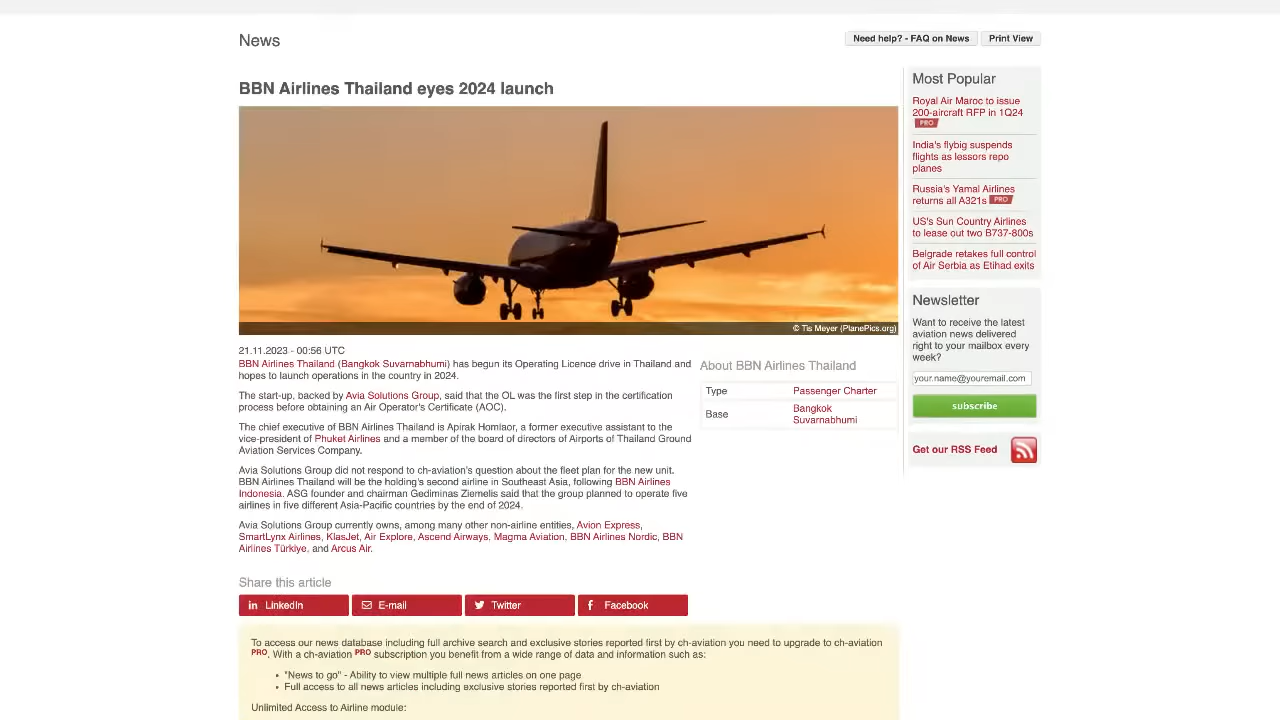 News
Need help? - FAQ on News
Print View
BBN Airlines Thailand eyes 2024 launch
© Tis Meyer (PlanePics.org)
21.11.2023 - 00:56 UTC
BBN Airlines Thailand (Bangkok Suvarnabhumi) has begun its Operating Licence drive in Thailand and
hopes to launch operations in the country in 2024.
The start-up, backed by Avia Solutions Group, said that the OL was the first step in the certification
process before obtaining an Air Operator's Certificate (AOC).
The chief executive of BBN Airlines Thailand is Apirak Homlaor, a former executive assistant to the
vice-president of Phuket Airlines and a member of the board of directors of Airports of Thailand Ground
Aviation Services Company.
Avia Solutions Group did not respond to ch-aviation's question about the fleet plan for the new unit.
BBN Airlines Thailand will be the holding's second airline in Southeast Asia, following BBN Airlines
Indonesia. ASG founder and chairman Gediminas Ziemelis said that the group planned to operate five
airlines in five different Asia-Pacific countries by the end of 2024.
Avia Solutions Group currently owns, among many other non-airline entities, Avion Express,
SmartLynx Airlines, KlasJet, Air Explore, Ascend Airways, Magma Aviation, BBN Airlines Nordic, BBN
Airlines Türkiye, and Arcus Air.
About BBN Airlines Thailand
Type Passenger Charter
Base Bangkok
Suvarnabhumi
Share this article
in LinkedIn
E-mail
Twitter
f Facebook
To access our news database including full archive search and exclusive stories reported first by ch-aviation you need to upgrade to ch-aviation
PRO. With a ch-aviation PRO subscription you benefit from a wide range of data and information such as:
• "News to go" - Ability to view multiple full news articles on one page
• Full access to all news articles including exclusive stories reported first by ch-aviation
Unlimited Access to Airline module:
Most Popular
Royal Air Maroc to issue
200-aircraft RFP in 1Q24
PRO
India's flybig suspends
flights as lessors repo
planes
Russia's Yamal Airlines
returns all A321s PRO
US's Sun Country Airlines
to lease out two B737-800s
Belgrade retakes full control
of Air Serbia as Etihad exits
Newsletter
Want to receive the latest
aviation news delivered
right to your mailbox every
week?
your.name@youremail.com
subscribe
Get our RSS Feed